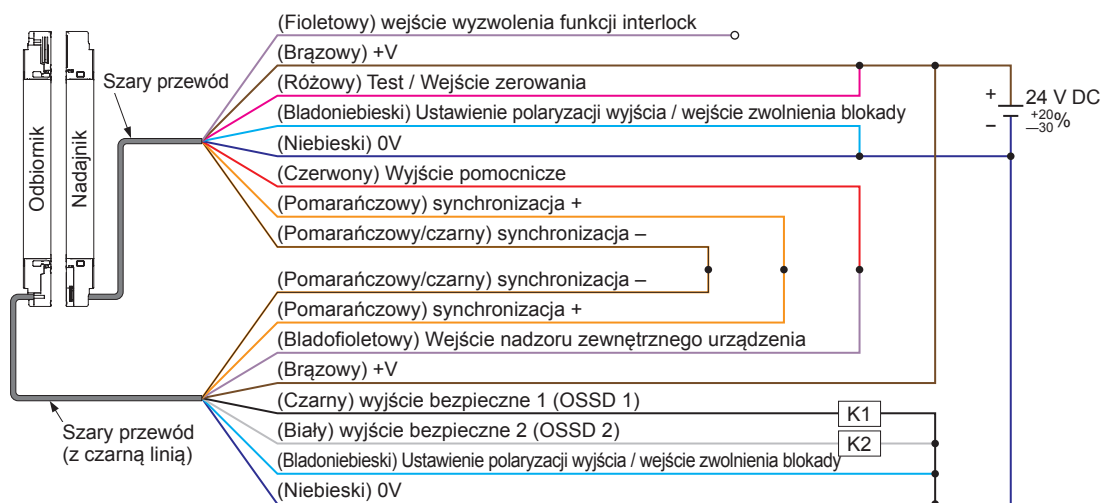 (Fioletowy) wejście wyzwolenia funkcji interlock
(Brązowy) +V
Szary przewód
(Różowy) Test / Wejście zerowania
(Bladoniebieski) Ustawienie polaryzacji wyjścia / wejście zwolnienia blokady
+ 24 V DC
– +20
—30 %
(Niebieski) 0V
Odbiornik
Nadajnik
(Czerwony) Wyjście pomocnicze
(Pomarańczowy) synchronizacja +
(Pomarańczowy/czarny) synchronizacja –
(Pomarańczowy/czarny) synchronizacja –
(Pomarańczowy) synchronizacja +
(Bladofioletowy) Wejście nadzoru zewnętrznego urządzenia
(Brązowy) +V
(Czarny) wyjście bezpieczne 1 (OSSD 1)
K1
Szary przewód
(z czarną linią)
(Biały) wyjście bezpieczne 2 (OSSD 2)
K2
(Bladoniebieski) Ustawienie polaryzacji wyjścia / wejście zwolnienia blokady
(Niebieski) 0V